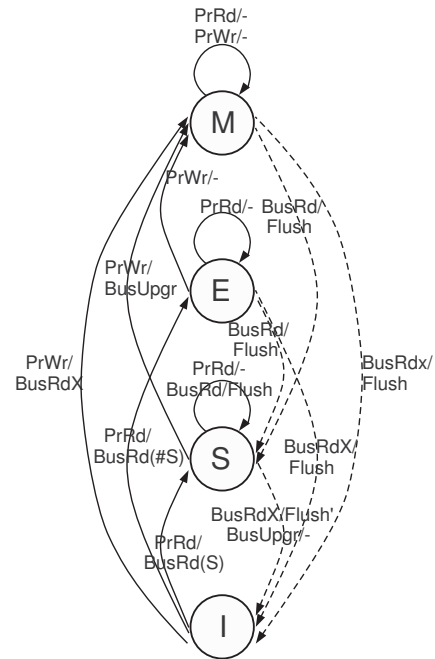 PrRd/-
PrWr/-
M
PrWr/-
PrRd/-
BusRd/
Flush
E
PrWr/
BusUpgr
BusRd/
Flush
PrWr/
BusRdX
PrRd/-
BusRd/Flush
BusRdx/
Flush
PrRd/
BusRd(#S)
S
BusRdX/
Flush
BusRdX/Flush'
BusUpgr/-
PrRd/
BusRd(S)
I